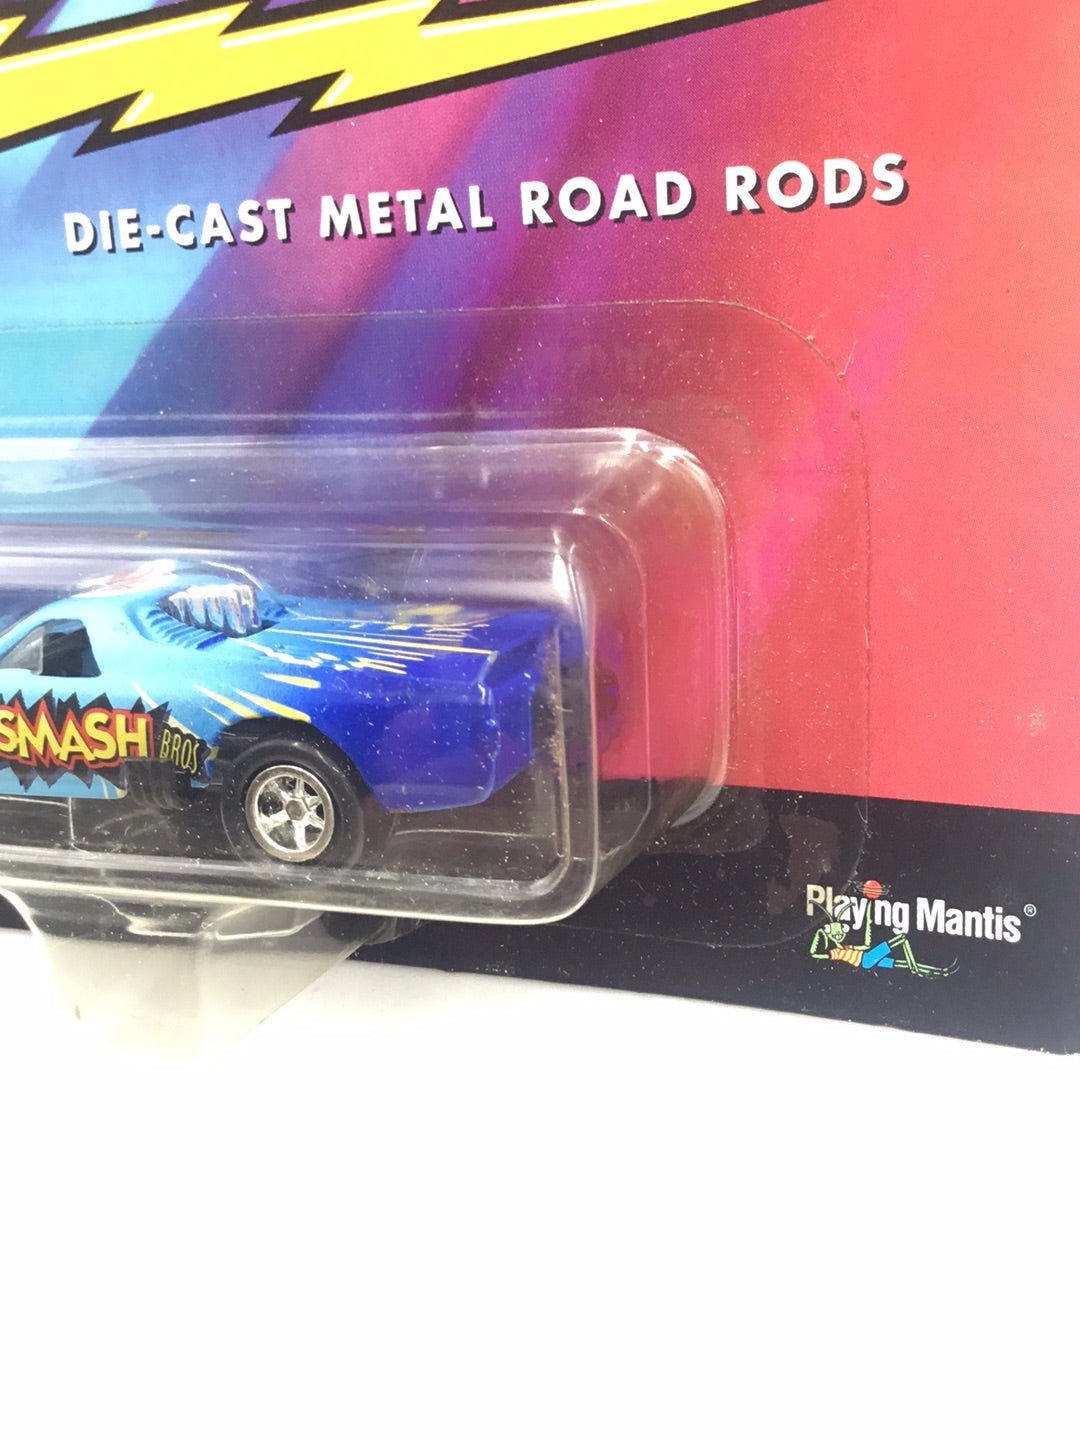 DIE-CAST METAL ROAD RODS
SMASH
BROS.
Playing Mantis®